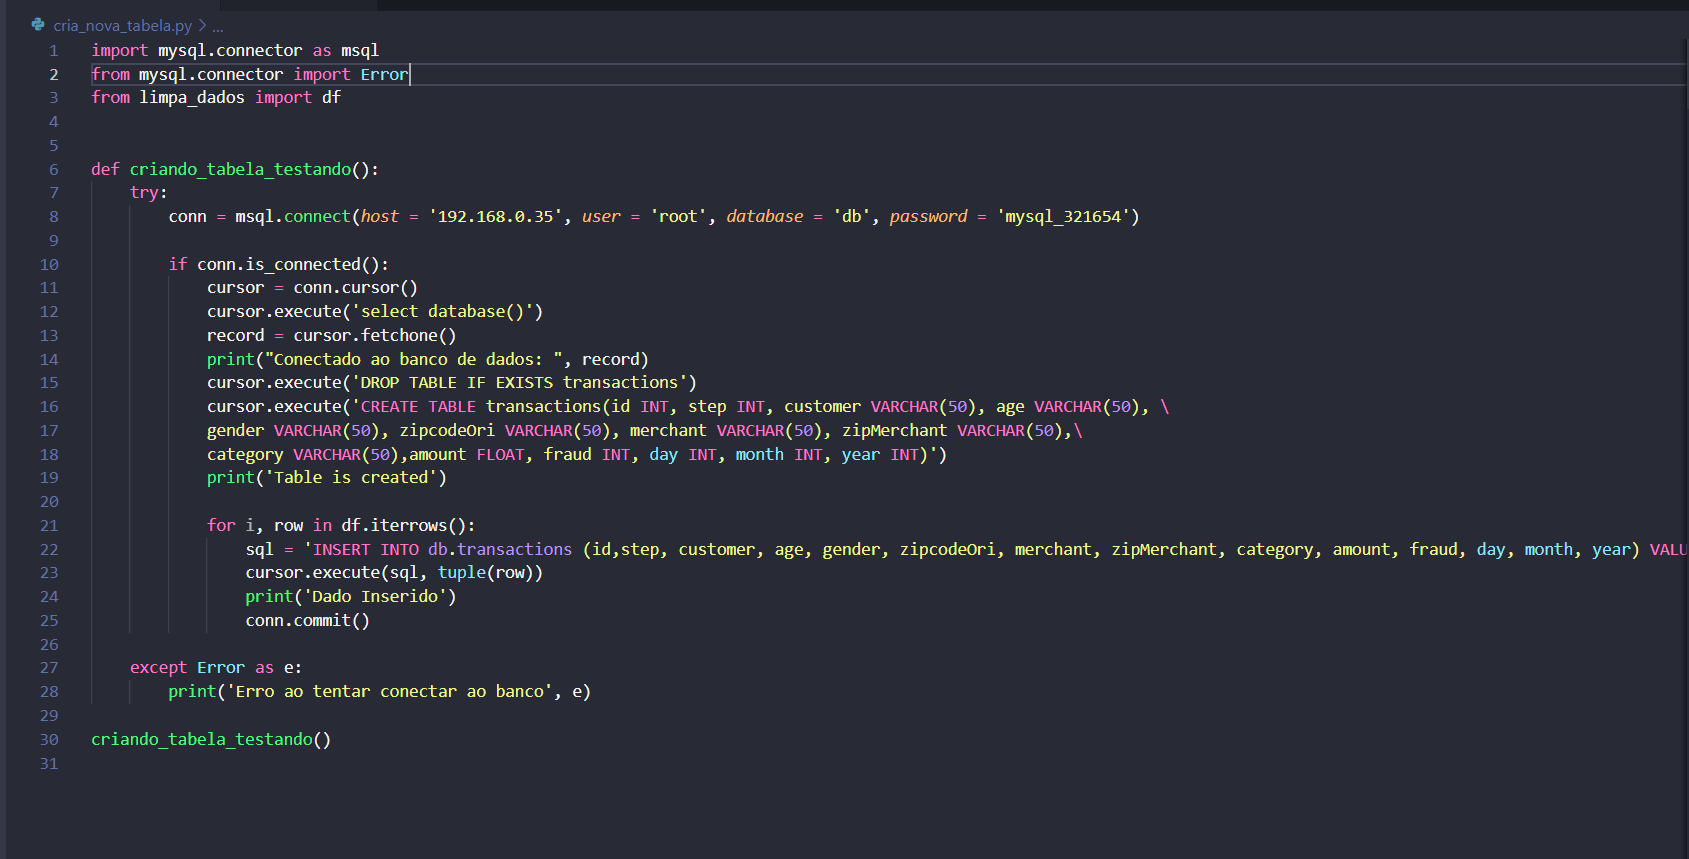 cria_nova_tabela.py > ...
1 import mysql.connector as msql
2 from mysql.connector import Error
3 from limpa_dados import df
4
5
6 def criando_tabela_testando():
7 try:
8 conn = msql.connect(host = '192.168.0.35', user = 'root', database = 'db', password = 'mysql_321654')
9
10 if conn.is_connected():
11 cursor = conn.cursor()
12 cursor.execute('select database()')
13 record = cursor.fetchone()
14 print("Conectado ao banco de dados: ", record)
15 cursor.execute('DROP TABLE IF EXISTS transactions')
16 cursor.execute('CREATE TABLE transactions(id INT, step INT, customer VARCHAR(50), age VARCHAR(50), \
17 gender VARCHAR(50), zipcodeOri VARCHAR(50), merchant VARCHAR(50), zipMerchant VARCHAR(50),\
18 category VARCHAR(50),amount FLOAT, fraud INT, day INT, month INT, year INT)')
19 print('Table is created')
20
21 for i, row in df.iterrows():
22 sql = 'INSERT INTO db.transactions (id,step, customer, age, gender, zipcodeOri, merchant, zipMerchant, category, amount, fraud, day, month, year) VALU
23 cursor.execute(sql, tuple(row))
24 print('Dado Inserido')
25 conn.commit()
26
27 except Error as e:
28 print('Erro ao tentar conectar ao banco', e)
29
30 criando_tabela_testando()
31